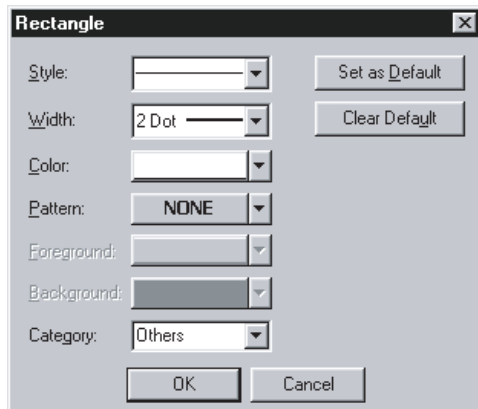 Rectangle
Style:
Set as Default
Width: 2 Dot
Clear Default
Color:
Pattern: NONE
Foreground:
Background:
Category: Others
OK Cancel